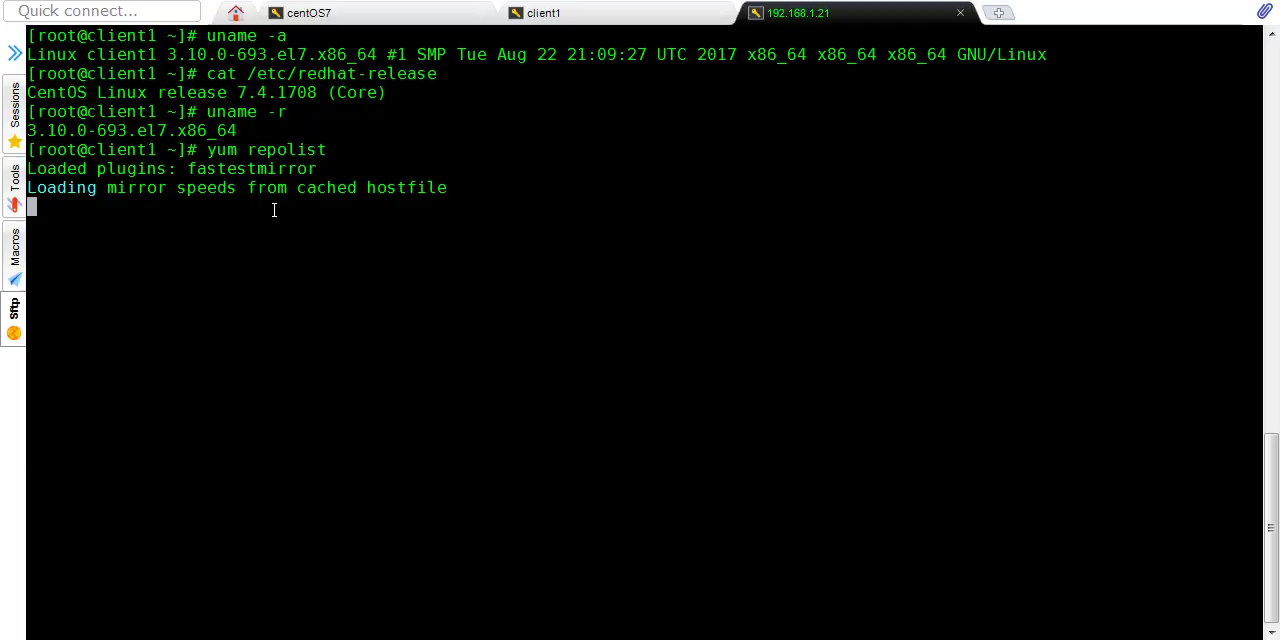 Quick connect...
centOS7
client1
192.168.1.21
Sessions
Tools
Macros
Sftp
[root@client1 ~]# uname -a
Linux client1 3.10.0-693.el7.x86_64 #1 SMP Tue Aug 22 21:09:27 UTC 2017 x86_64 x86_64 x86_64 GNU/Linux
[root@client1 ~]# cat /etc/redhat-release
CentOS Linux release 7.4.1708 (Core)
[root@client1 ~]# uname -r
3.10.0-693.el7.x86_64
[root@client1 ~]# yum repolist
Loaded plugins: fastestmirror
Loading mirror speeds from cached hostfile